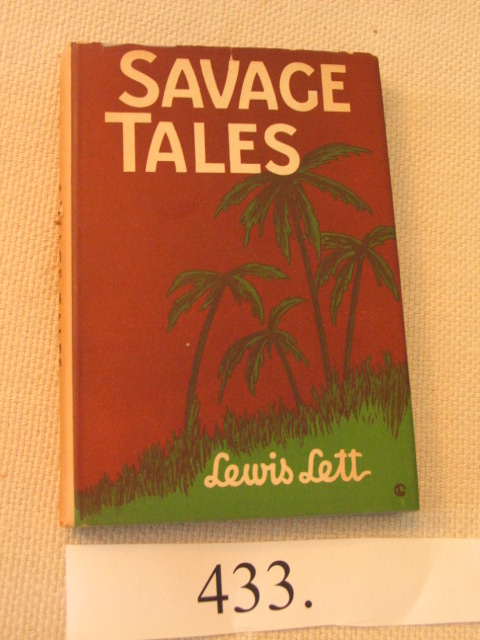 SAVAGE
TALES
Lewis Lett
433.